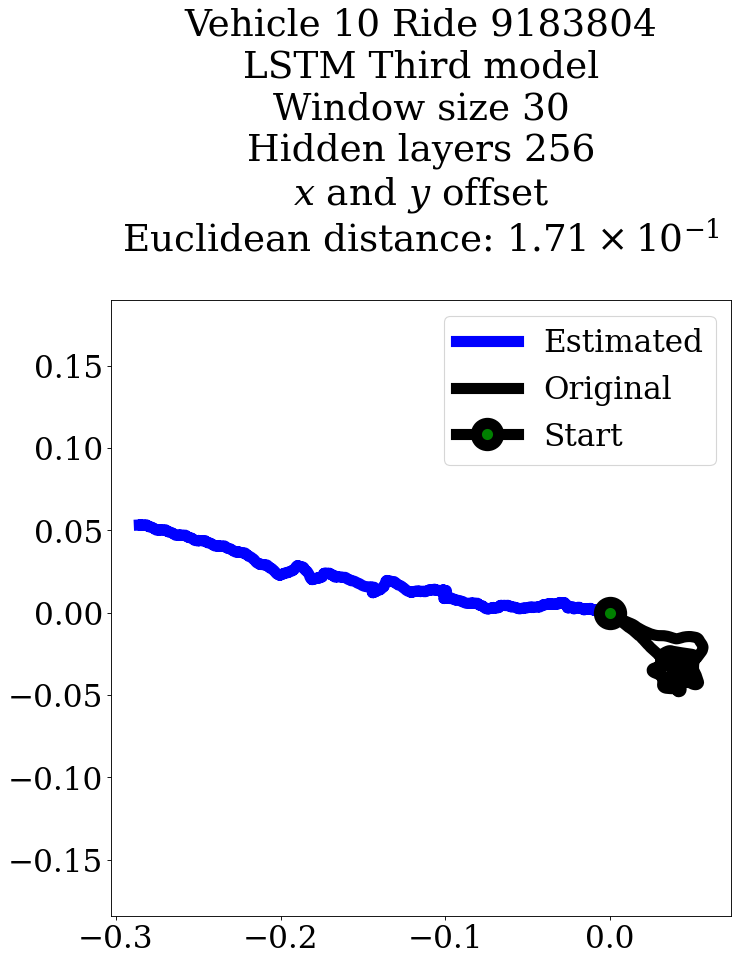 Vehicle 10 Ride 9183804
LSTM Third model
Window size 30
Hidden layers 256
x and y offset
Euclidean distance: 1.71 × 10⁻¹
Estimated
Original
Start
0.15
0.10
0.05
0.00
−0.05
−0.10
−0.15
−0.3 −0.2 −0.1 0.0